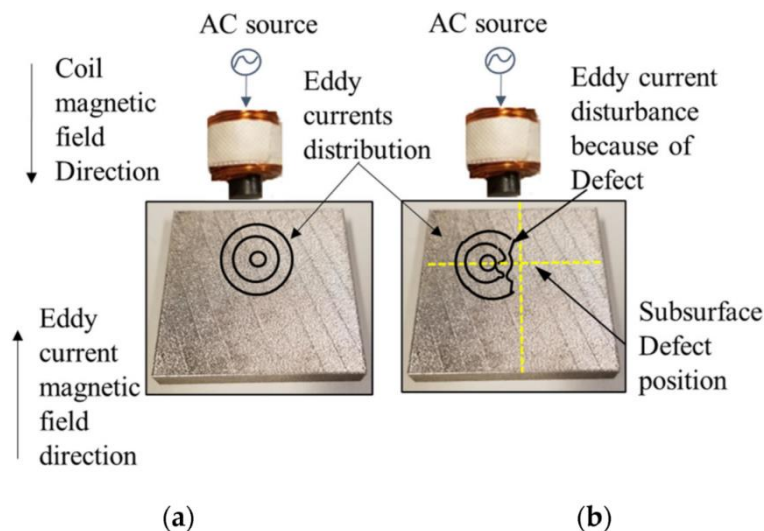 AC source
AC source
Coil
magnetic
field
Direction
Eddy
currents
distribution
Eddy current
disturbance
because of
Defect
Eddy
current
magnetic
field
direction
Subsurface
Defect
position
(a)
(b)